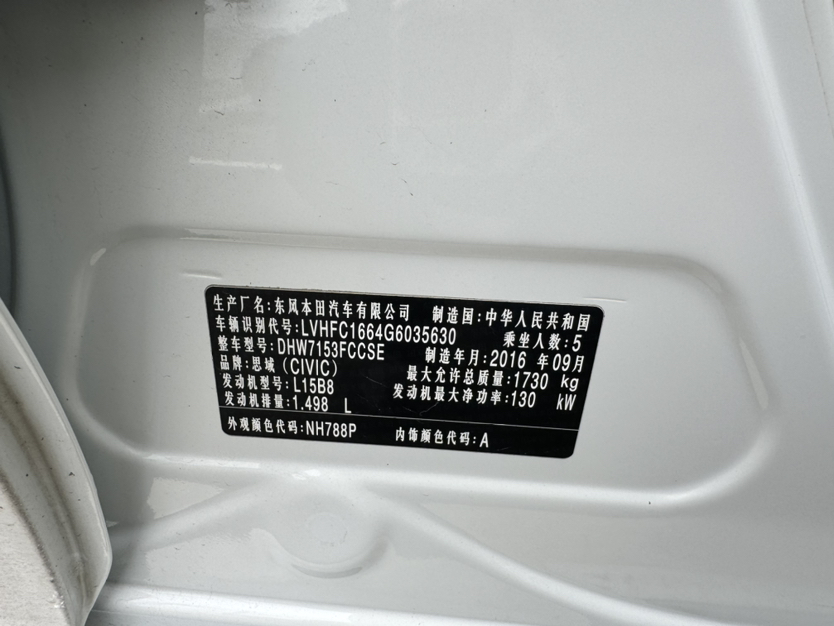 生产厂名:东风本田汽车有限公司 制造国:中华人民共和国
车辆识别代号:LVHFC1664G6035630 乘坐人数:5
整车型号:DHW7153FCCSE 制造年月:2016 年09月
品牌:思域(CIVIC) 最大允许总质量:1730 kg
发动机型号:L15B8 发动机最大净功率:130 kW
发动机排量:1.498 L
外观颜色代码:NH788P 内饰颜色代码:A